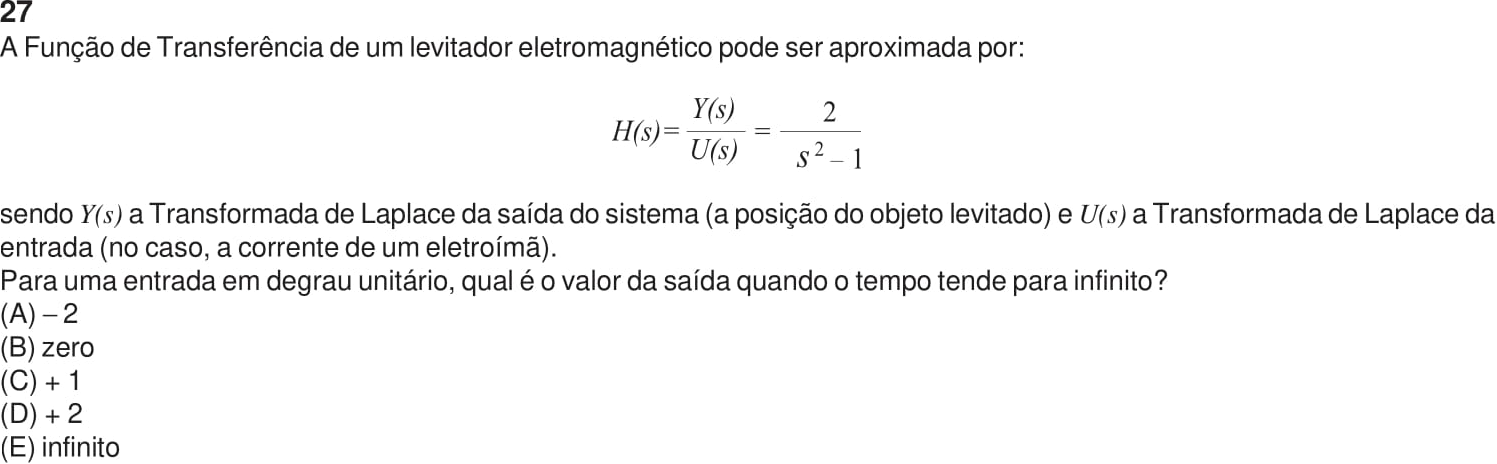 27
A Função de Transferência de um levitador eletromagnético pode ser aproximada por:
H(s) = Y(s)/U(s) = 2/(s² – 1)
sendo Y(s) a Transformada de Laplace da saída do sistema (a posição do objeto levitado) e U(s) a Transformada de Laplace da
entrada (no caso, a corrente de um eletroímã).
Para uma entrada em degrau unitário, qual é o valor da saída quando o tempo tende para infinito?
(A) – 2
(B) zero
(C) + 1
(D) + 2
(E) infinito